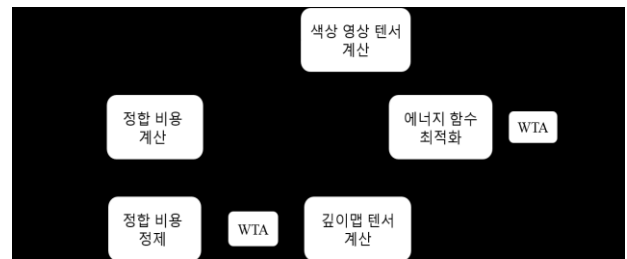 색상 영상 텐서
계산
정합 비용
계산
에너지 함수
최적화
WTA
정합 비용
정제
WTA
깊이맵 텐서
계산